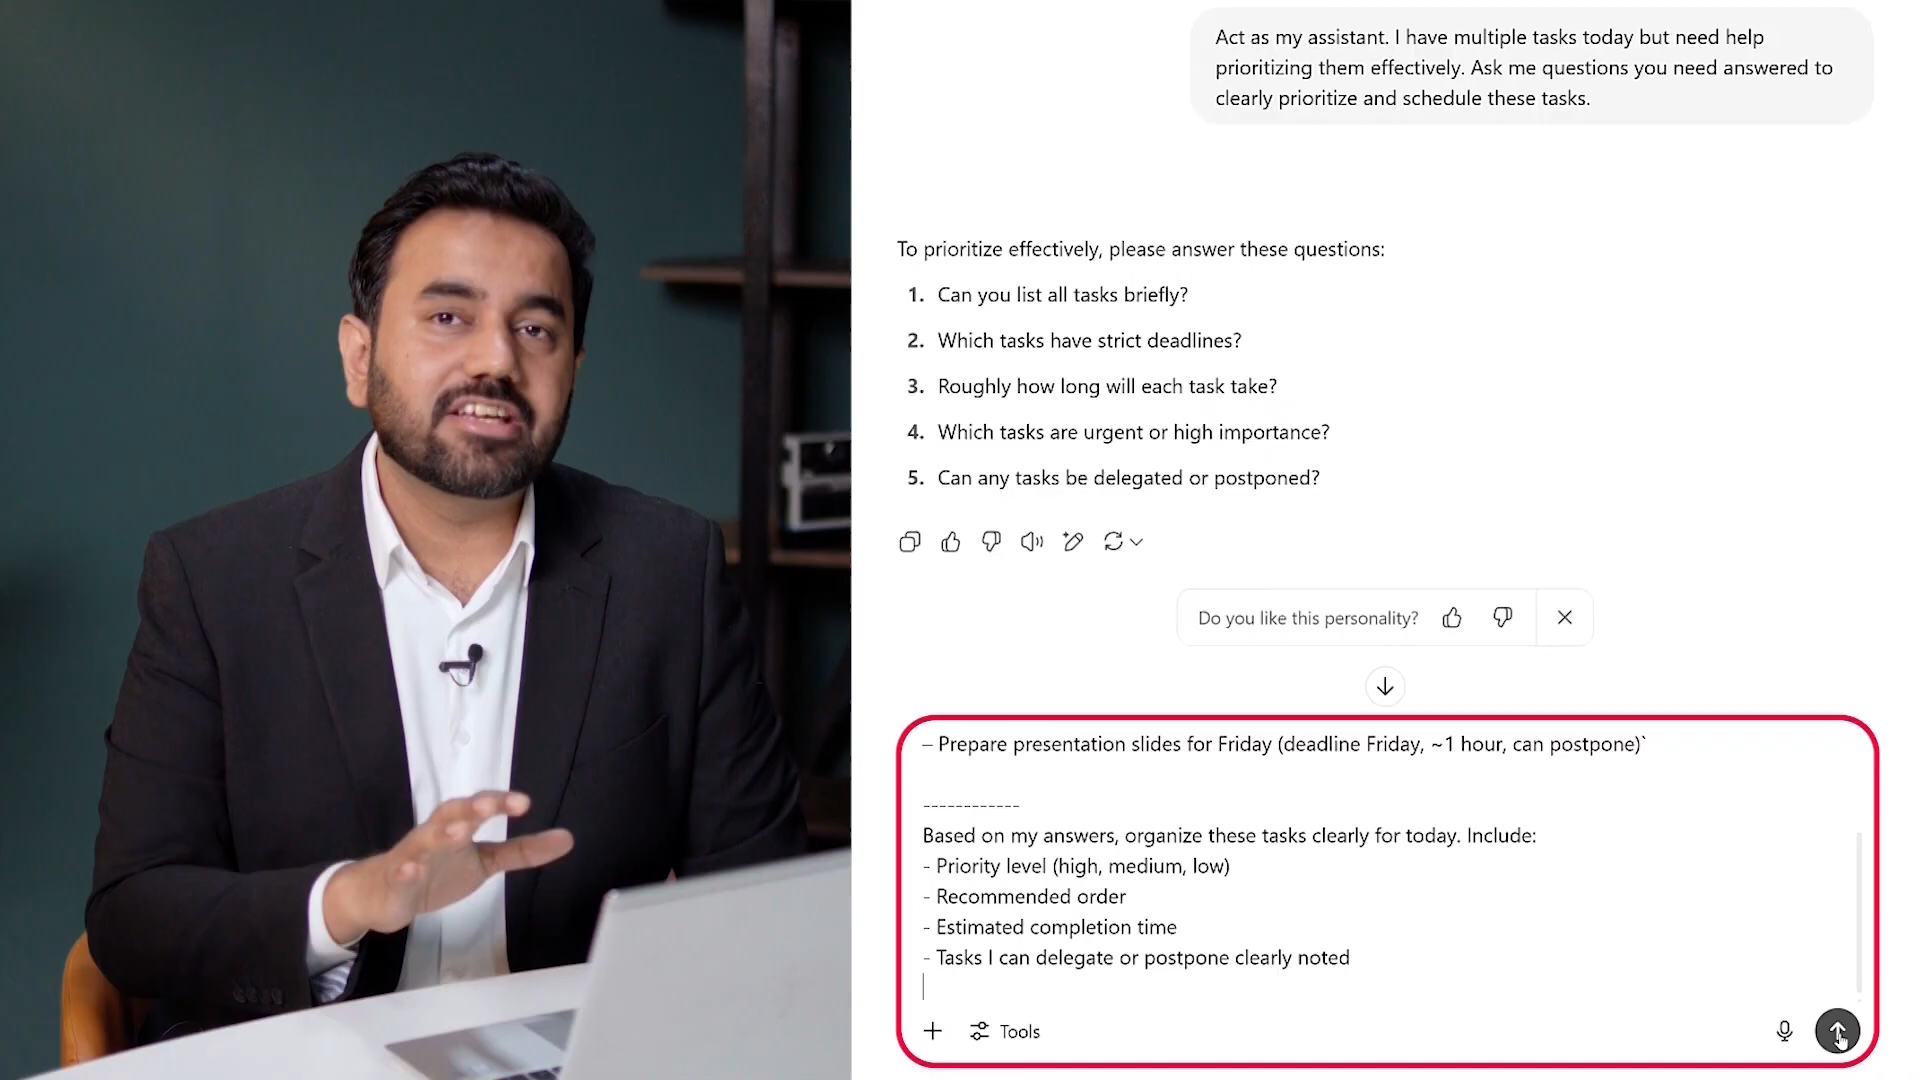 Act as my assistant. I have multiple tasks today but need help
prioritizing them effectively. Ask me questions you need answered to
clearly prioritize and schedule these tasks.
To prioritize effectively, please answer these questions:
1. Can you list all tasks briefly?
2. Which tasks have strict deadlines?
3. Roughly how long will each task take?
4. Which tasks are urgent or high importance?
5. Can any tasks be delegated or postponed?
Do you like this personality?
– Prepare presentation slides for Friday (deadline Friday, ~1 hour, can postpone)`
------------
Based on my answers, organize these tasks clearly for today. Include:
- Priority level (high, medium, low)
- Recommended order
- Estimated completion time
- Tasks I can delegate or postpone clearly noted
Tools